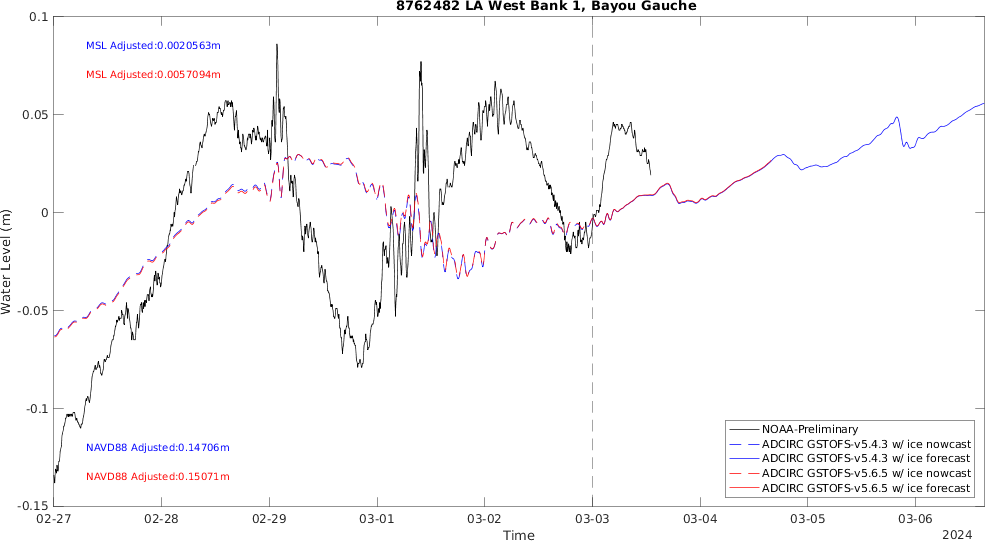 8762482 LA West Bank 1, Bayou Gauche
0.1
0.05
0
-0.05
-0.1
-0.15
Water Level (m)
MSL Adjusted:0.0020563m
MSL Adjusted:0.0057094m
NAVD88 Adjusted:0.14706m
NAVD88 Adjusted:0.15071m
NOAA-Preliminary
ADCIRC GSTOFS-v5.4.3 w/ ice nowcast
ADCIRC GSTOFS-v5.4.3 w/ ice forecast
ADCIRC GSTOFS-v5.6.5 w/ ice nowcast
ADCIRC GSTOFS-v5.6.5 w/ ice forecast
02-27 02-28 02-29 03-01 03-02 03-03 03-04 03-05 03-06
Time
2024